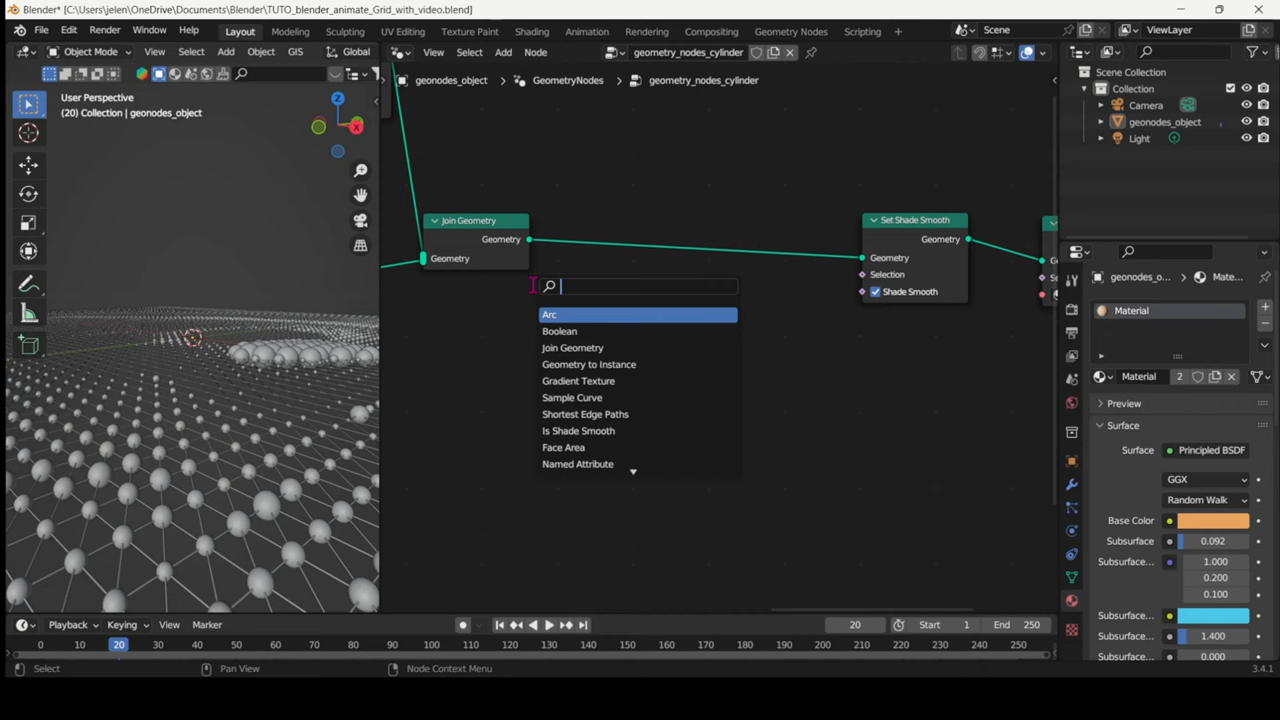 Blender* [C:\Users\jelen\OneDrive\Documents\Blender\TUTO_blender_animate_Grid_with_video.blend]
File Edit Render Window Help Layout Modeling Sculpting UV Editing Texture Paint Shading Animation Rendering Compositing Geometry Nodes Scripting + Scene ViewLayer
Object Mode View Select Add Object GIS Global View Select Add Node geometry_nodes_cylinder
geonodes_object > GeometryNodes > geometry_nodes_cylinder
User Perspective
(20) Collection | geonodes_object
Z
X
Scene Collection
Collection
Camera
geonodes_object
Light
Join Geometry
Geometry
Geometry
Set Shade Smooth
Geometry
Geometry
Selection
Shade Smooth
Arc
Boolean
Join Geometry
Geometry to Instance
Gradient Texture
Sample Curve
Shortest Edge Paths
Is Shade Smooth
Face Area
Named Attribute
geonodes_o... > Mate...
Material
Material 2
Preview
Surface
Surface Principled BSDF
GGX
Random Walk
Base Color
Subsurface 0.092
Subsurface... 1.000
0.200
0.100
Subsurface...
Subsurface... 1.400
Subsurface... 0.000
Playback Keying View Marker 20 Start 1 End 250
0 10 20 30 40 50 60 70 80 90 100 110 120 130 140 150 160 170 180 190 200 210 220 230 240 250
Select Pan View Node Context Menu 3.4.1